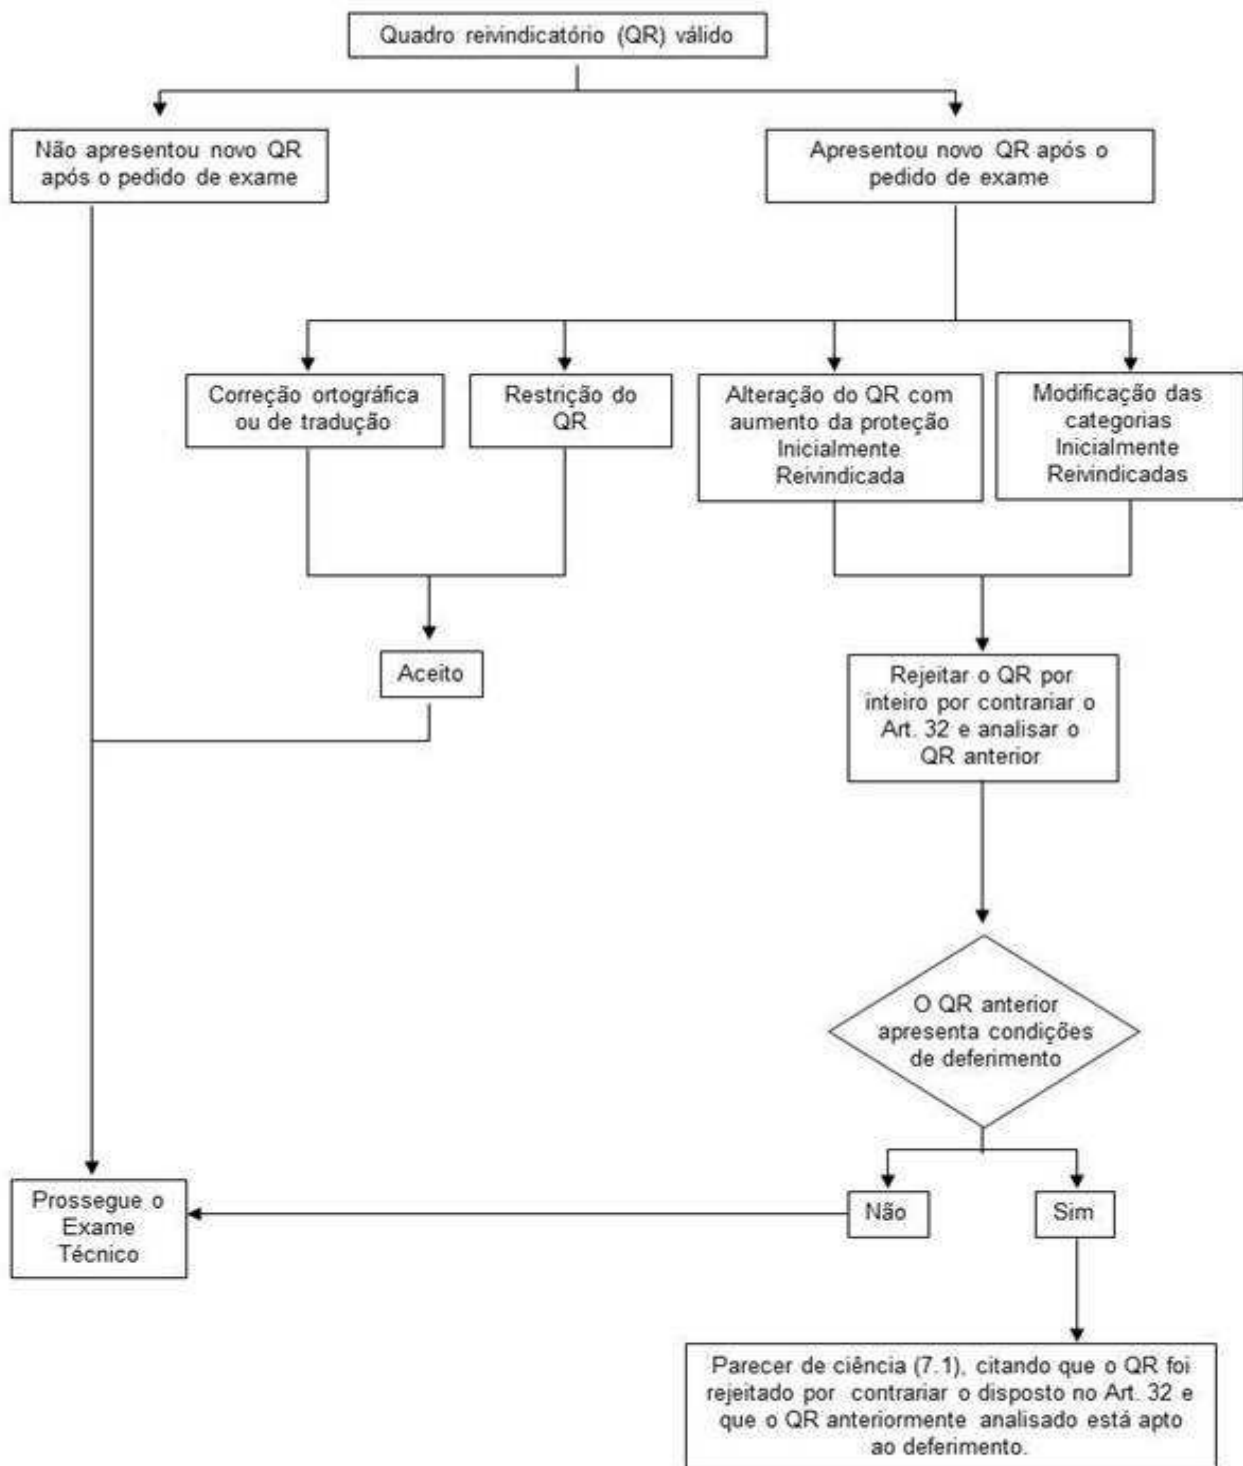 Quadro reivindicatório (QR) válido
Não apresentou novo QR
após o pedido de exame
Apresentou novo QR após o
pedido de exame
Correção ortográfica
ou de tradução
Restrição do
QR
Alteração do QR com
aumento da proteção
Inicialmente
Reivindicada
Modificação das
categorias
Inicialmente
Reivindicadas
Aceito
Rejeitar o QR por
inteiro por contrariar o
Art. 32 e analisar o
QR anterior
O QR anterior
apresenta condições
de deferimento
Prossegue o
Exame
Técnico
Não
Sim
Parecer de ciência (7.1), citando que o QR foi
rejeitado por contrariar o disposto no Art. 32 e
que o QR anteriormente analisado está apto
ao deferimento.